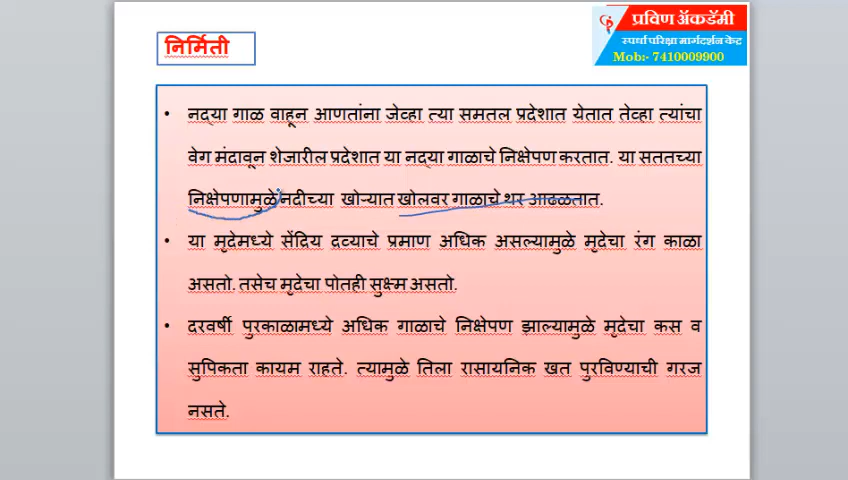 निर्मिती
प्रविण ॲकडॅमी
स्पर्धा परिक्षा मार्गदर्शन केंद्र
Mob:- 7410009900
• नद्‌या गाळ वाहून आणतांना जेव्हा त्या समतल प्रदेशात येतात तेव्हा त्यांचा
वेग मंदावून शेजारील प्रदेशात या नद्‌या गाळाचे निक्षेपण करतात. या सततच्या
निक्षेपणामुळे नदीच्या खोऱ्यात खोलवर गाळाचे थर आढळतात.
• या मृदेमध्ये सेंद्रिय दव्याचे प्रमाण अधिक असल्यामुळे मृदेचा रंग काळा
असतो. तसेच मृदेचा पोतही सुक्ष्म असतो.
• दरवर्षी पुरकाळामध्ये अधिक गाळाचे निक्षेपण झाल्यामुळे मृदेचा कस व
सुपिकता कायम राहते. त्यामुळे तिला रासायनिक खत पुरविण्याची गरज
नसते.